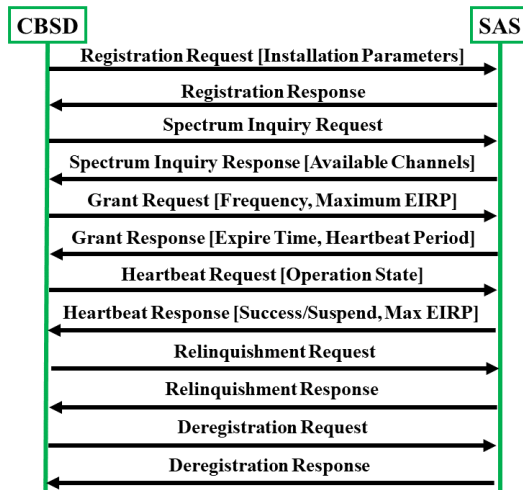 CBSD
SAS
Registration Request [Installation Parameters]
Registration Response
Spectrum Inquiry Request
Spectrum Inquiry Response [Available Channels]
Grant Request [Frequency, Maximum EIRP]
Grant Response [Expire Time, Heartbeat Period]
Heartbeat Request [Operation State]
Heartbeat Response [Success/Suspend, Max EIRP]
Relinquishment Request
Relinquishment Response
Deregistration Request
Deregistration Response